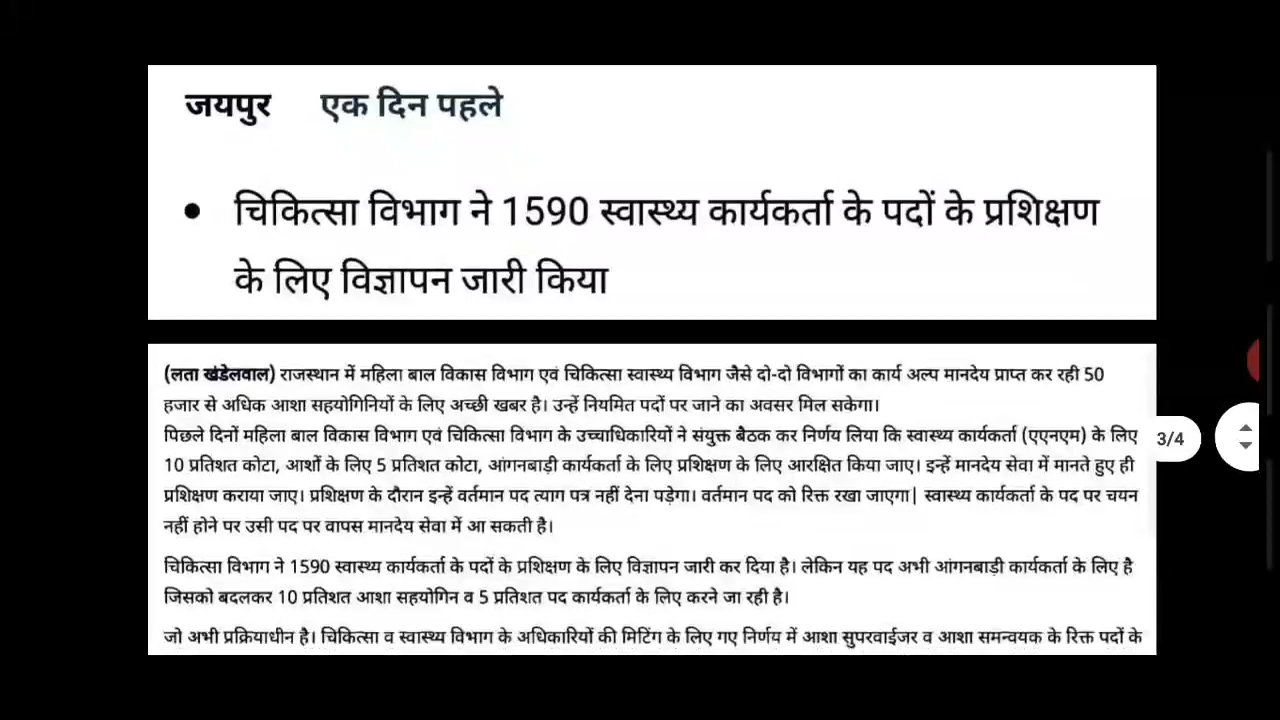 जयपुर एक दिन पहले
• चिकित्सा विभाग ने 1590 स्वास्थ्य कार्यकर्ता के पदों के प्रशिक्षण
के लिए विज्ञापन जारी किया
(लता खंडेलवाल) राजस्थान में महिला बाल विकास विभाग एवं चिकित्सा स्वास्थ्य विभाग जैसे दो-दो विभागों का कार्य अल्प मानदेय प्राप्त कर रही 50
हजार से अधिक आशा सहयोगिनियों के लिए अच्छी खबर है। उन्हें नियमित पदों पर जाने का अवसर मिल सकेगा।
पिछले दिनों महिला बाल विकास विभाग एवं चिकित्सा विभाग के उच्चाधिकारियों ने संयुक्त बैठक कर निर्णय लिया कि स्वास्थ्य कार्यकर्ता (एएनएम) के लिए
10 प्रतिशत कोटा, आशों के लिए 5 प्रतिशत कोटा, आंगनबाड़ी कार्यकर्ता के लिए प्रशिक्षण के लिए आरक्षित किया जाए। इन्हें मानदेय सेवा में मानते हुए ही
प्रशिक्षण कराया जाए। प्रशिक्षण के दौरान इन्हें वर्तमान पद त्याग पत्र नहीं देना पड़ेगा। वर्तमान पद को रिक्त रखा जाएगा| स्वास्थ्य कार्यकर्ता के पद पर चयन
नहीं होने पर उसी पद पर वापस मानदेय सेवा में आ सकती है।
चिकित्सा विभाग ने 1590 स्वास्थ्य कार्यकर्ता के पदों के प्रशिक्षण के लिए विज्ञापन जारी कर दिया है। लेकिन यह पद अभी आंगनबाड़ी कार्यकर्ता के लिए है
जिसको बदलकर 10 प्रतिशत आशा सहयोगिन व 5 प्रतिशत पद कार्यकर्ता के लिए करने जा रही है।
जो अभी प्रक्रियाधीन है। चिकित्सा व स्वास्थ्य विभाग के अधिकारियों की मिटिंग के लिए गए निर्णय में आशा सुपरवाईजर व आशा समन्वयक के रिक्त पदों के
3/4